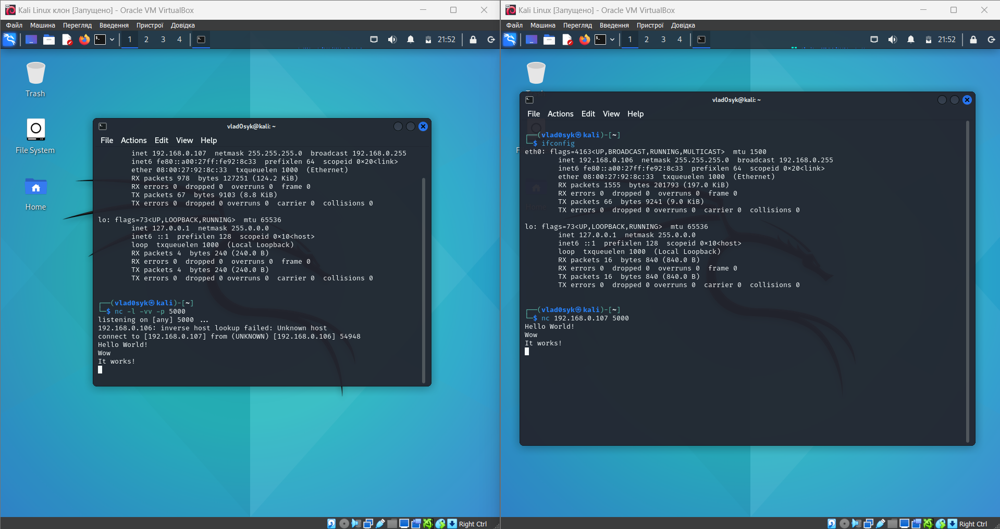 Kali Linux клон [Запущено] - Oracle VM VirtualBox
Файл Машина Перегляд Введення Пристрої Довідка
1 2 3 4 21:52
Trash
File System
Home
vlad0syk@kali: ~
File Actions Edit View Help
inet 192.168.0.107 netmask 255.255.255.0 broadcast 192.168.0.255
inet6 fe80::a00:27ff:fe92:8c33 prefixlen 64 scopeid 0×20<link>
ether 08:00:27:92:8c:33 txqueuelen 1000 (Ethernet)
RX packets 978 bytes 127251 (124.2 KiB)
RX errors 0 dropped 0 overruns 0 frame 0
TX packets 67 bytes 9103 (8.8 KiB)
TX errors 0 dropped 0 overruns 0 carrier 0 collisions 0
lo: flags=73<UP,LOOPBACK,RUNNING> mtu 65536
inet 127.0.0.1 netmask 255.0.0.0
inet6 ::1 prefixlen 128 scopeid 0×10<host>
loop txqueuelen 1000 (Local Loopback)
RX packets 4 bytes 240 (240.0 B)
RX errors 0 dropped 0 overruns 0 frame 0
TX packets 4 bytes 240 (240.0 B)
TX errors 0 dropped 0 overruns 0 carrier 0 collisions 0
┌──(vlad0syk㉿kali)-[~]
└─$ nc -l -vv -p 5000
listening on [any] 5000 ...
192.168.0.106: inverse host lookup failed: Unknown host
connect to [192.168.0.107] from (UNKNOWN) [192.168.0.106] 54948
Hello World!
Wow
It works!
Right Ctrl
Kali Linux [Запущено] - Oracle VM VirtualBox
Файл Машина Перегляд Введення Пристрої Довідка
1 2 3 4 21:52
vlad0syk@kali: ~
File Actions Edit View Help
┌──(vlad0syk㉿kali)-[~]
└─$ ifconfig
eth0: flags=4163<UP,BROADCAST,RUNNING,MULTICAST> mtu 1500
inet 192.168.0.106 netmask 255.255.255.0 broadcast 192.168.0.255
inet6 fe80::a00:27ff:fe92:8c33 prefixlen 64 scopeid 0×20<link>
ether 08:00:27:92:8c:33 txqueuelen 1000 (Ethernet)
RX packets 1555 bytes 201793 (197.0 KiB)
RX errors 0 dropped 0 overruns 0 frame 0
TX packets 66 bytes 9241 (9.0 KiB)
TX errors 0 dropped 0 overruns 0 carrier 0 collisions 0
lo: flags=73<UP,LOOPBACK,RUNNING> mtu 65536
inet 127.0.0.1 netmask 255.0.0.0
inet6 ::1 prefixlen 128 scopeid 0×10<host>
loop txqueuelen 1000 (Local Loopback)
RX packets 16 bytes 840 (840.0 B)
RX errors 0 dropped 0 overruns 0 frame 0
TX packets 16 bytes 840 (840.0 B)
TX errors 0 dropped 0 overruns 0 carrier 0 collisions 0
┌──(vlad0syk㉿kali)-[~]
└─$ nc 192.168.0.107 5000
Hello World!
Wow
It works!
Right Ctrl